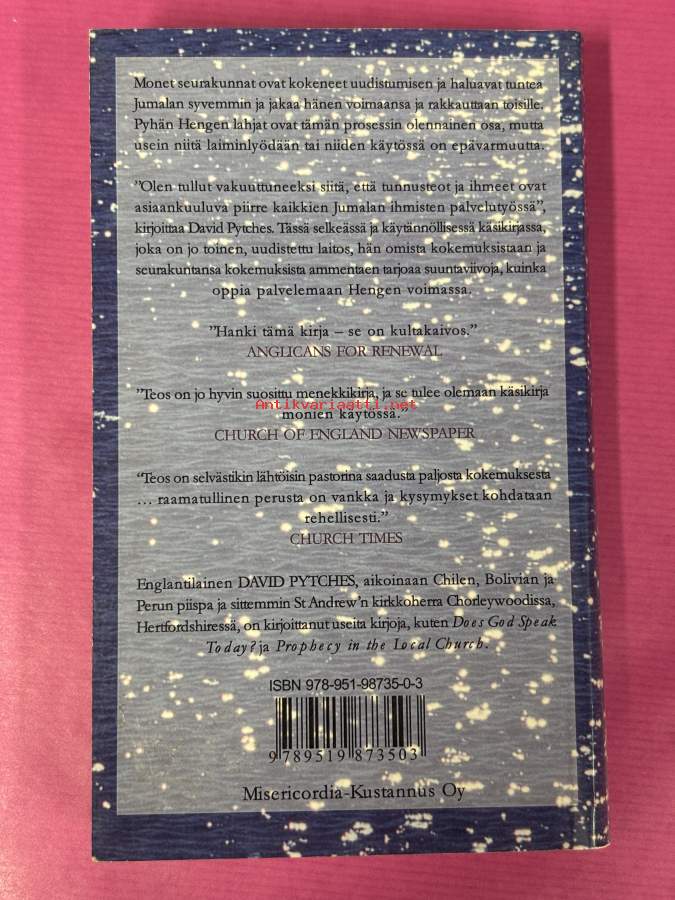 Monet seurakunnat ovat kokeneet uudistumisen ja haluavat tuntea
Jumalan syvemmin ja jakaa hänen voimaansa ja rakkauttaan toisille.
Pyhän Hengen lahjat ovat tämän prosessin olennainen osa, mutta
usein niitä laiminlyödään tai niiden käytössä on epävarmuutta.
”Olen tullut vakuuttuneeksi siitä, että tunnusteot ja ihmeet ovat
asiaankuuluva piirre kaikkien Jumalan ihmisten palvelutyössä”,
kirjoittaa David Pytches. Tässä selkeässä ja käytännöllisessä käsikirjassa,
joka on jo toinen, uudistettu laitos, hän omista kokemuksistaan ja
seurakuntansa kokemuksista ammentaen tarjoaa suuntaviivoja, kuinka
oppia palvelemaan Hengen voimassa.
”Hanki tämä kirja – se on kultakaivos.”
ANGLICANS FOR RENEWAL
”Teos on jo hyvin suosittu menekkikirja, ja se tulee olemaan käsikirja
Antikvariaatti.net
monien käytössä.”
CHURCH OF ENGLAND NEWSPAPER
“Teos on selvästikin lähtöisin pastorina saadusta paljosta kokemuksesta
… raamatullinen perusta on vankka ja kysymykset kohdataan
rehellisesti.”
CHURCH TIMES
Englantilainen DAVID PYTCHES, aikoinaan Chilen, Bolivian ja
Perun piispa ja sittemmin St Andrew’n kirkkoherra Chorleywoodissa,
Hertfordshiressä, on kirjoittanut useita kirjoja, kuten Does God Speak
Today? ja Prophecy in the Local Church.
ISBN 978-951-98735-0-3
9 789519 873503
Misericordia-Kustannus Oy